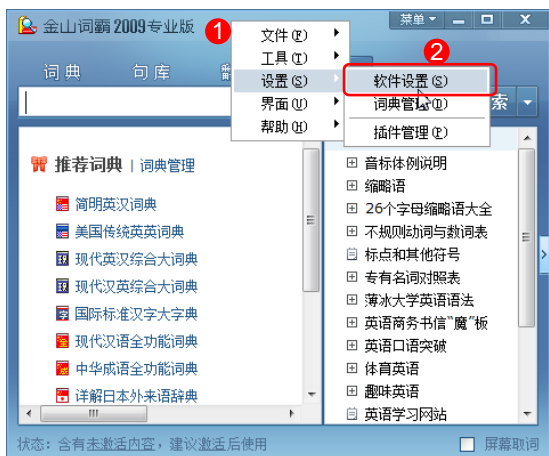 金山词霸2009专业版
菜单
1
文件(F)
工具(T)
设置(S)
界面(U)
帮助(H)
2
软件设置(S)
词典管理(D)
插件管理(P)
词典
句库
索
推荐词典 | 词典管理
简明英汉词典
美国传统英英词典
现代英汉综合大词典
现代汉英综合大词典
国际标准汉字大字典
现代汉语全功能词典
中华成语全功能词典
详解日本外来语辞典
音标体例说明
缩略语
26个字母缩略语大全
不规则动词与数词表
标点和其他符号
专有名词对照表
薄冰大学英语语法
英语商务书信"魔"板
英语口语突破
体育英语
趣味英语
英语学习网站
状态：含有未激活内容，建议激活后使用
屏幕取词